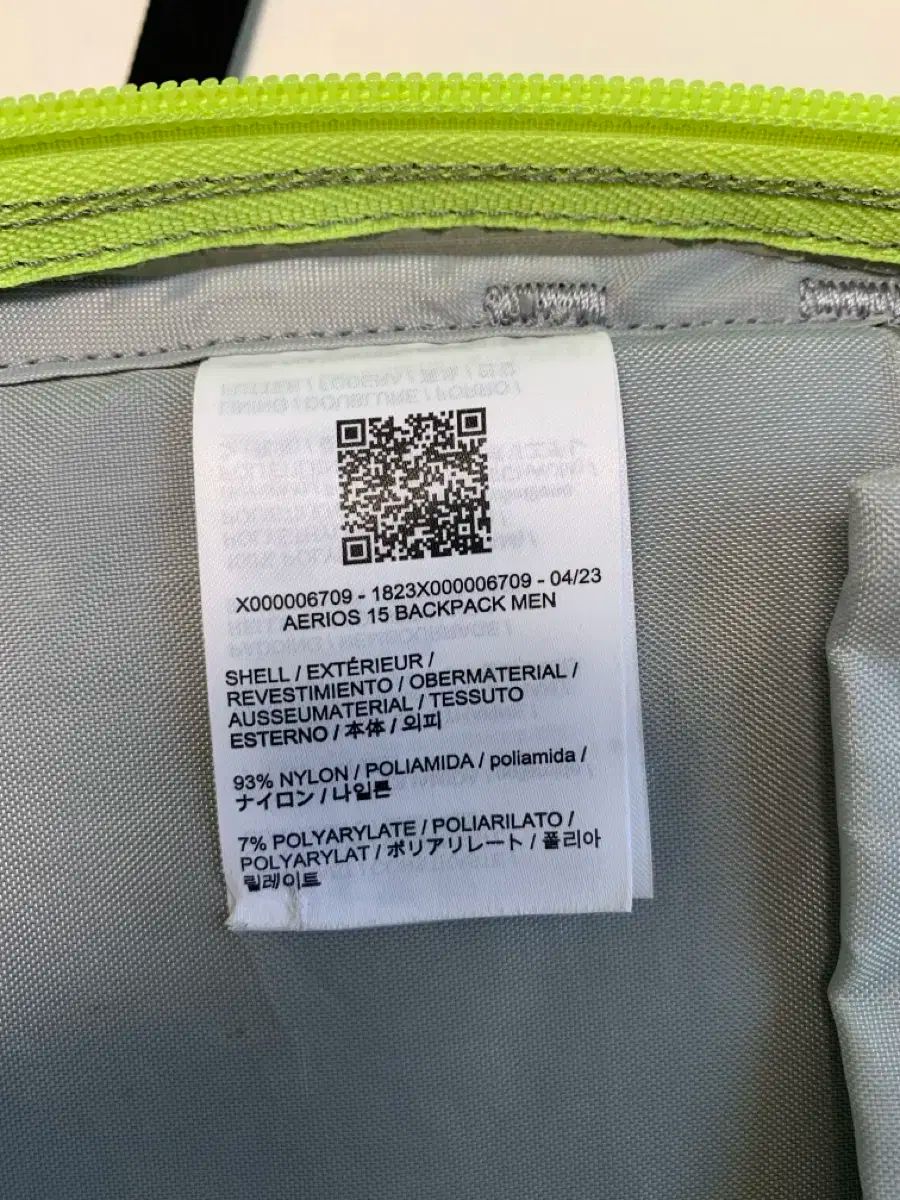 X000006709 - 1823X000006709 - 04/23
AERIOS 15 BACKPACK MEN
SHELL / EXTÉRIEUR /
REVESTIMIENTO / OBERMATERIAL /
AUSSEUMATERIAL / TESSUTO
ESTERNO / 本体 / 외피
93% NYLON / POLIAMIDA / poliamida /
ナイロン / 나일론
7% POLYARYLATE / POLIARILATO /
POLYARYLAT / ポリアリレート / 폴리아
릴레이트